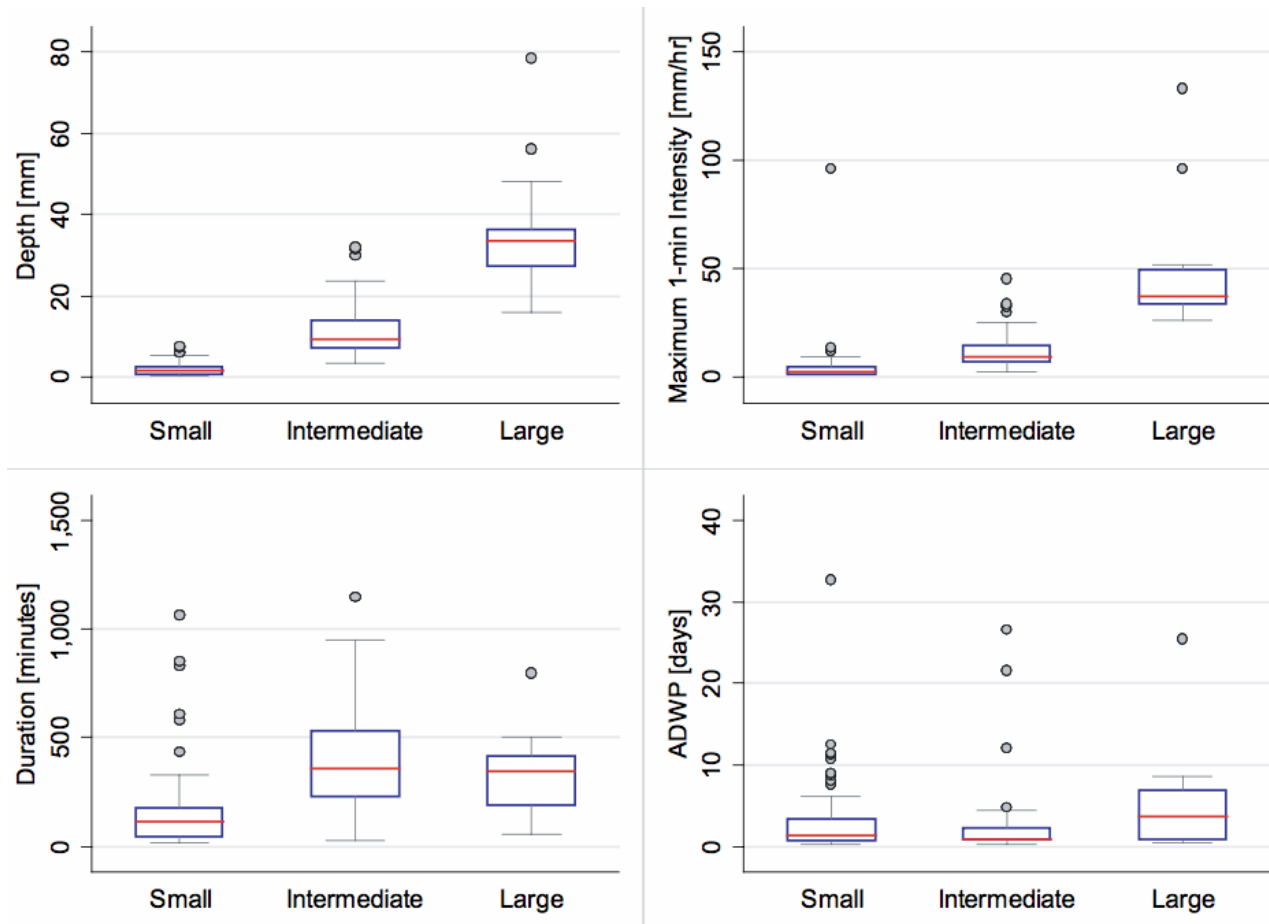 Depth [mm]
80
60
40
20
0
Small Intermediate Large
Maximum 1-min Intensity [mm/hr]
150
100
50
0
Small Intermediate Large
Duration [minutes]
1,500
1,000
500
0
Small Intermediate Large
ADWP [days]
40
30
20
10
0
Small Intermediate Large